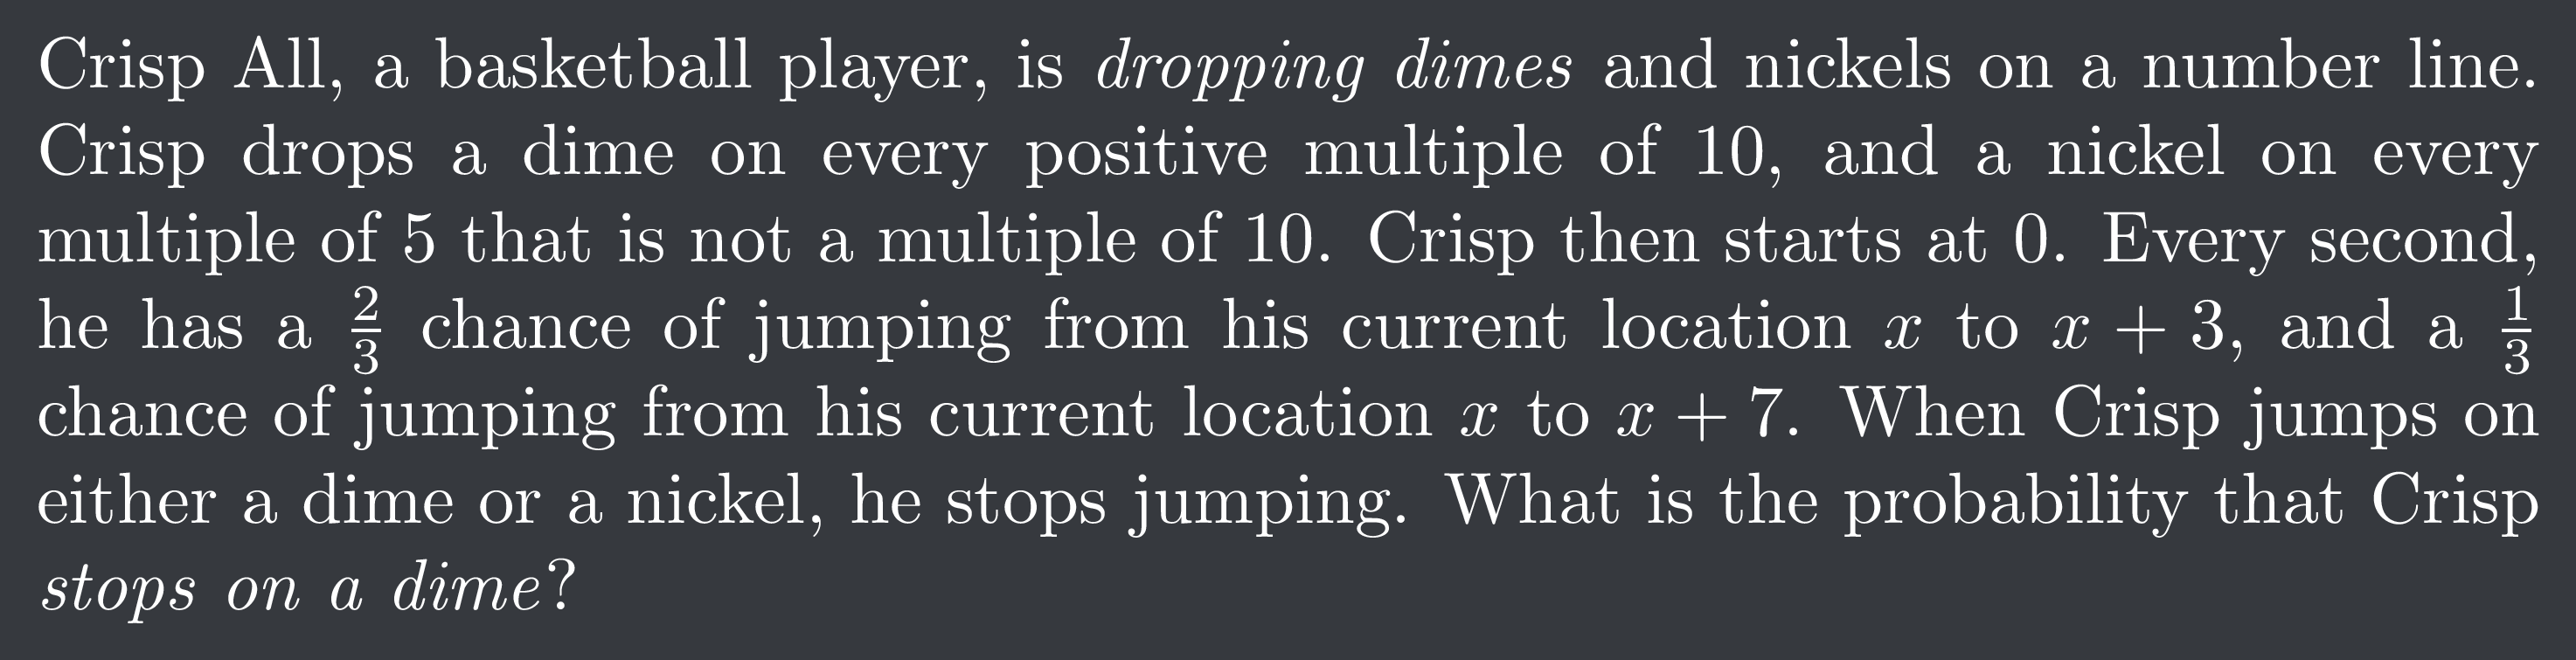 Crisp All, a basketball player, is dropping dimes and nickels on a number line.
Crisp drops a dime on every positive multiple of 10, and a nickel on every
multiple of 5 that is not a multiple of 10. Crisp then starts at 0. Every second,
he has a 2/3 chance of jumping from his current location x to x + 3, and a 1/3
chance of jumping from his current location x to x + 7. When Crisp jumps on
either a dime or a nickel, he stops jumping. What is the probability that Crisp
stops on a dime?